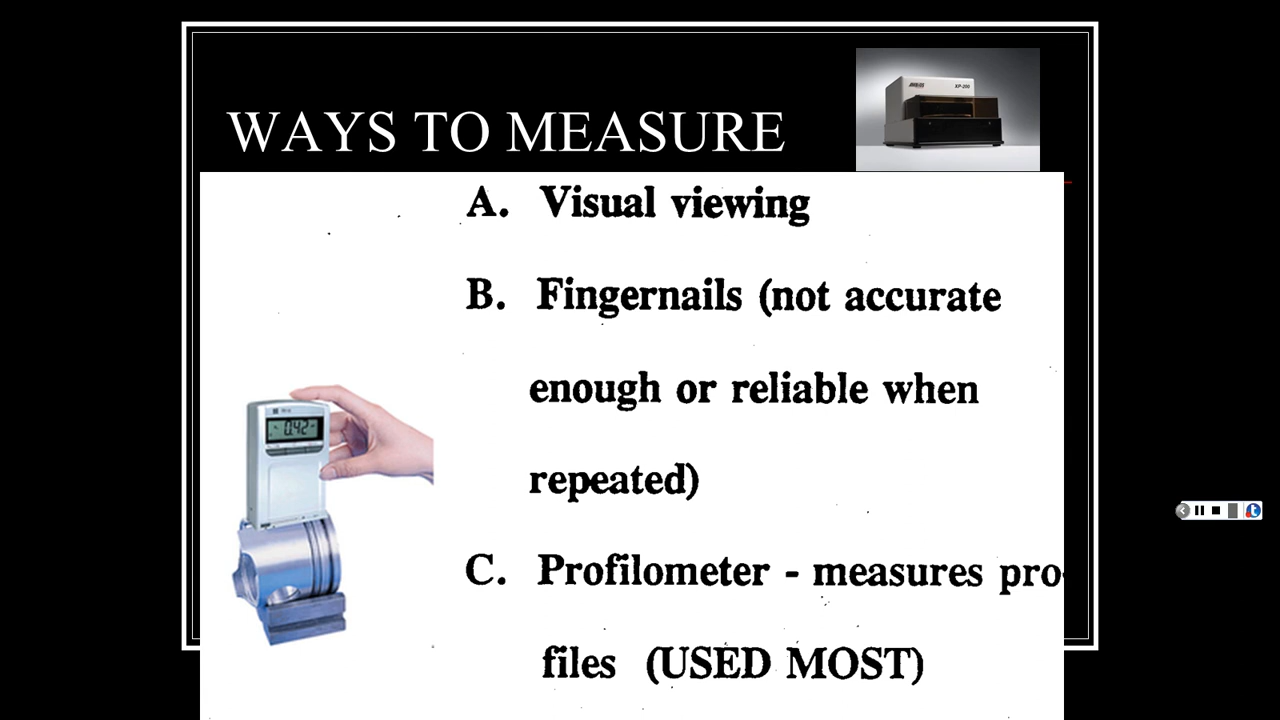 WAYS TO MEASURE
XP-200
A. Visual viewing
B. Fingernails (not accurate
enough or reliable when
repeated)
0.42
C. Profilometer - measures pro-
files (USED MOST)